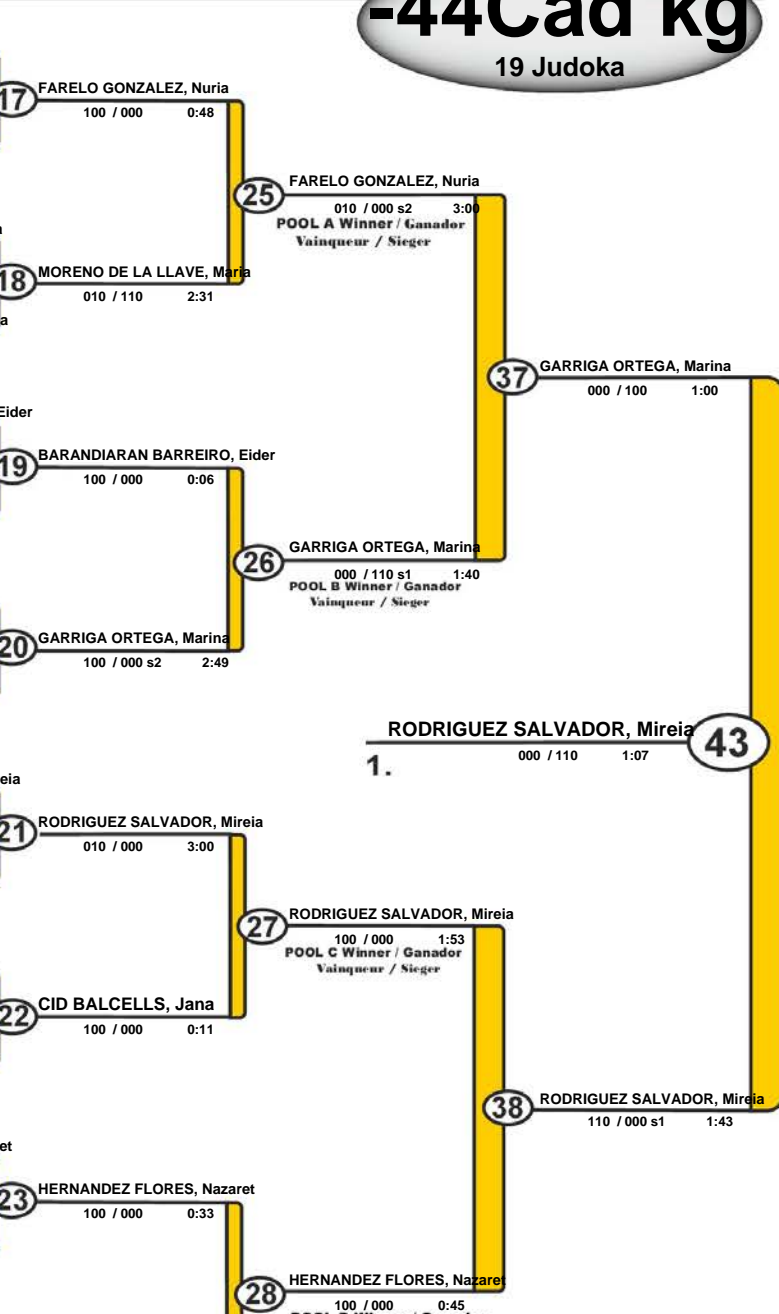 -44Cad kg
19 Judoka
17 FARELO GONZALEZ, Nuria
100 / 000 0:48
25 FARELO GONZALEZ, Nuria
010 / 000 s2 3:00
POOL A Winner / Ganador
Vainqueur / Sieger
a
18 MORENO DE LA LLAVE, Maria
010 / 110 2:31
a
37 GARRIGA ORTEGA, Marina
000 / 100 1:00
Eider
19 BARANDIARAN BARREIRO, Eider
100 / 000 0:06
26 GARRIGA ORTEGA, Marina
000 / 110 s1 1:40
POOL B Winner / Ganador
Vainqueur / Sieger
20 GARRIGA ORTEGA, Marina
100 / 000 s2 2:49
RODRIGUEZ SALVADOR, Mireia 43
000 / 110 1:07
1.
eia
21 RODRIGUEZ SALVADOR, Mireia
010 / 000 3:00
27 RODRIGUEZ SALVADOR, Mireia
100 / 000 1:53
POOL C Winner / Ganador
Vainqueur / Sieger
22 CID BALCELLS, Jana
100 / 000 0:11
38 RODRIGUEZ SALVADOR, Mireia
110 / 000 s1 1:43
et
23 HERNANDEZ FLORES, Nazaret
100 / 000 0:33
28 HERNANDEZ FLORES, Nazaret
100 / 000 0:45